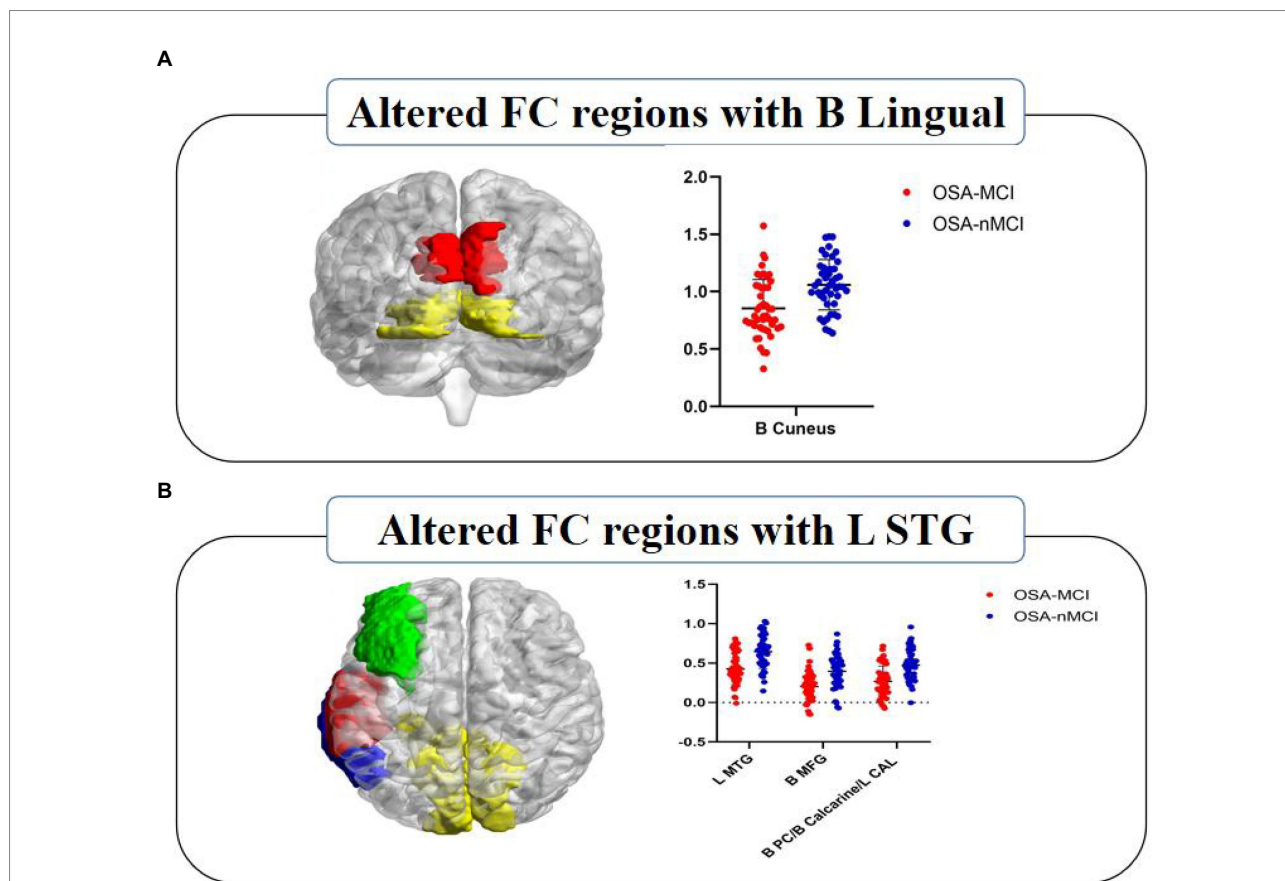 A
Altered FC regions with B Lingual
2.0
1.5
1.0
0.5
0.0
B Cuneus
OSA-MCI
OSA-nMCI
B
Altered FC regions with L STG
1.5
1.0
0.5
0.0
-0.5
L MTG
B MFG
B PC/B Calcarine/L CAL
OSA-MCI
OSA-nMCI